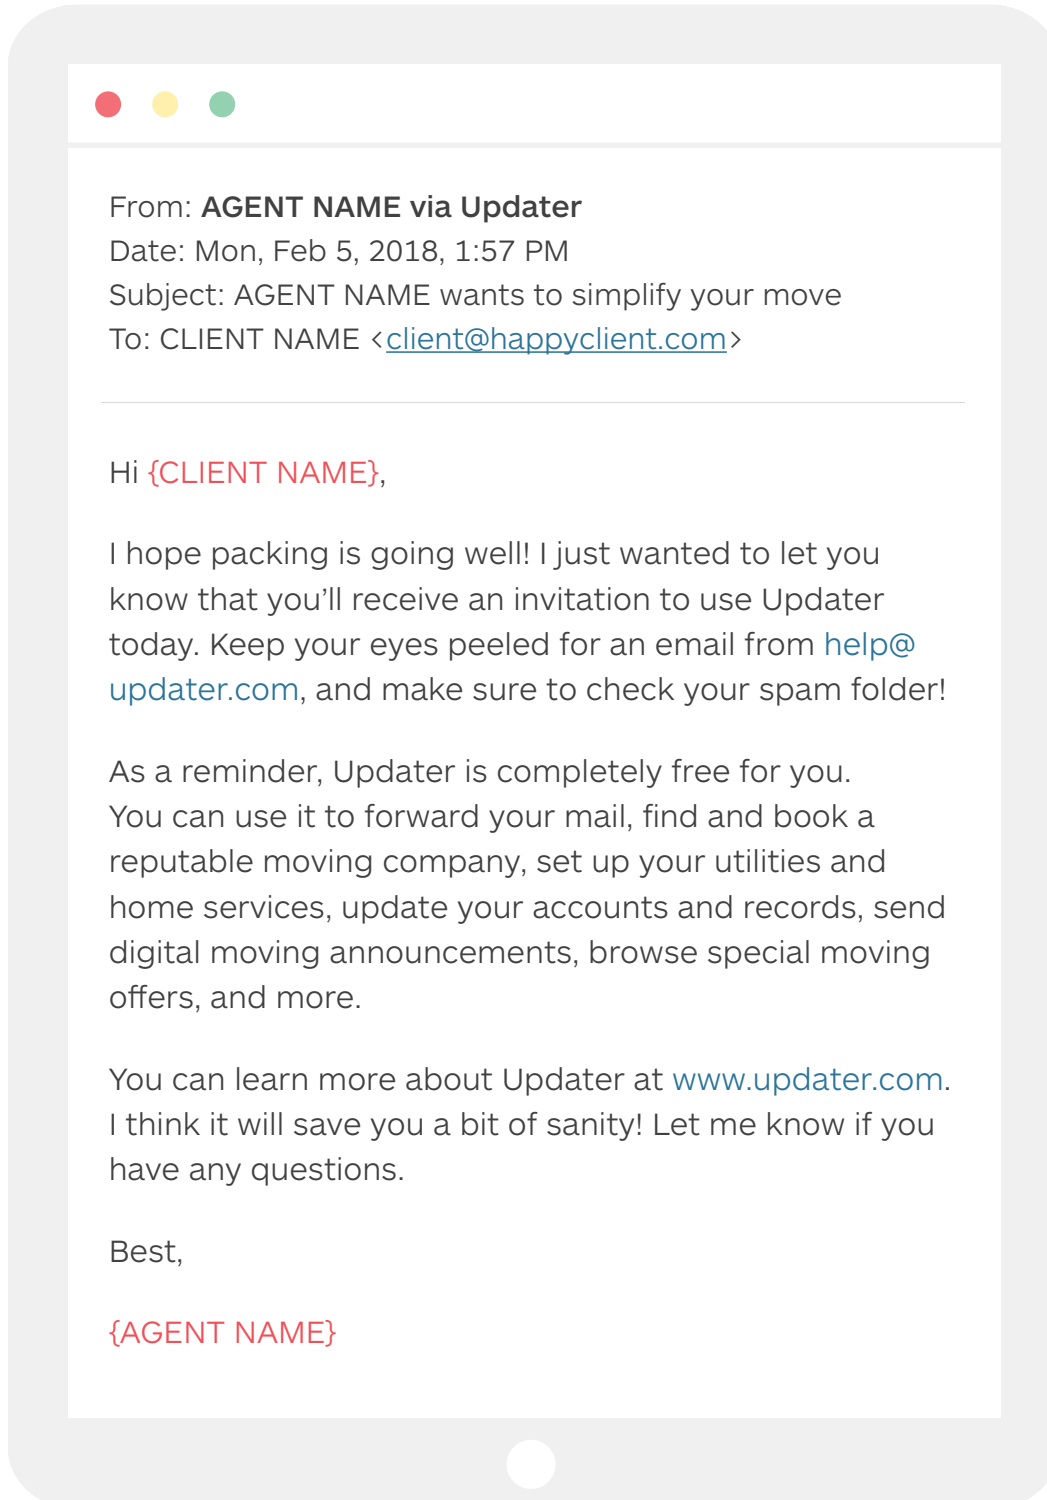 From: AGENT NAME via Updater
Date: Mon, Feb 5, 2018, 1:57 PM
Subject: AGENT NAME wants to simplify your move
To: CLIENT NAME <client@happyclient.com>
Hi {CLIENT NAME},
I hope packing is going well! I just wanted to let you
know that you’ll receive an invitation to use Updater
today. Keep your eyes peeled for an email from help@
updater.com, and make sure to check your spam folder!
As a reminder, Updater is completely free for you.
You can use it to forward your mail, find and book a
reputable moving company, set up your utilities and
home services, update your accounts and records, send
digital moving announcements, browse special moving
offers, and more.
You can learn more about Updater at www.updater.com.
I think it will save you a bit of sanity! Let me know if you
have any questions.
Best,
{AGENT NAME}